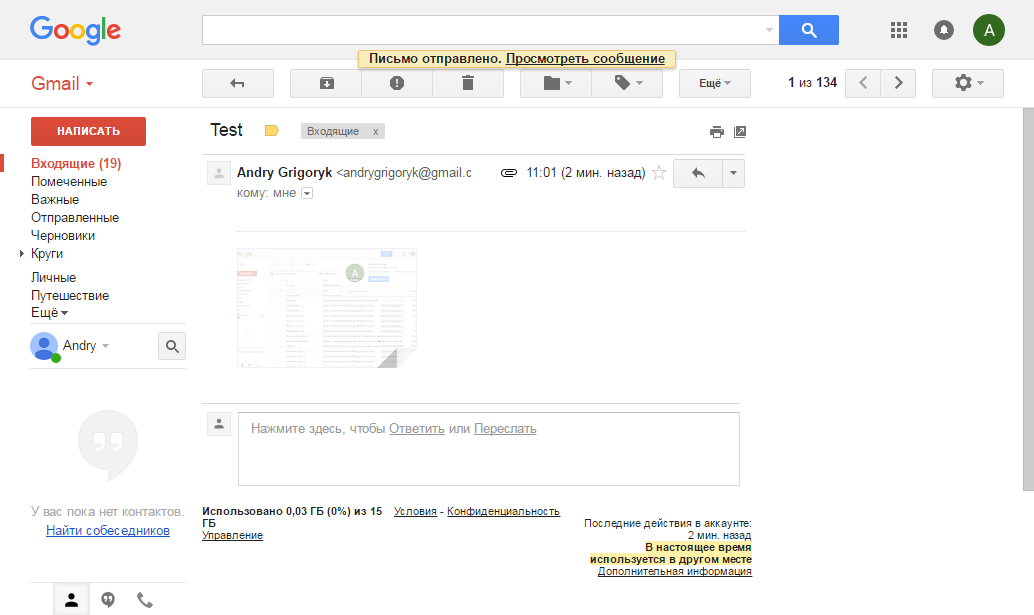 Google
A
Письмо отправлено. Просмотреть сообщение
Gmail
Ещё
1 из 134
НАПИСАТЬ
Входящие (19)
Помеченные
Важные
Отправленные
Черновики
Круги
Личные
Путешествие
Ещё
Andry
У вас пока нет контактов.
Найти собеседников
Test
Входящие x
Andry Grigoryk <andrygrigoryk@gmail.c 11:01 (2 мин. назад)
кому: мне
A
Нажмите здесь, чтобы Ответить или Переслать
Использовано 0,03 ГБ (0%) из 15
ГБ
Управление
Условия - Конфиденциальность
Последние действия в аккаунте:
2 мин. назад
В настоящее время
используется в другом месте
Дополнительная информация